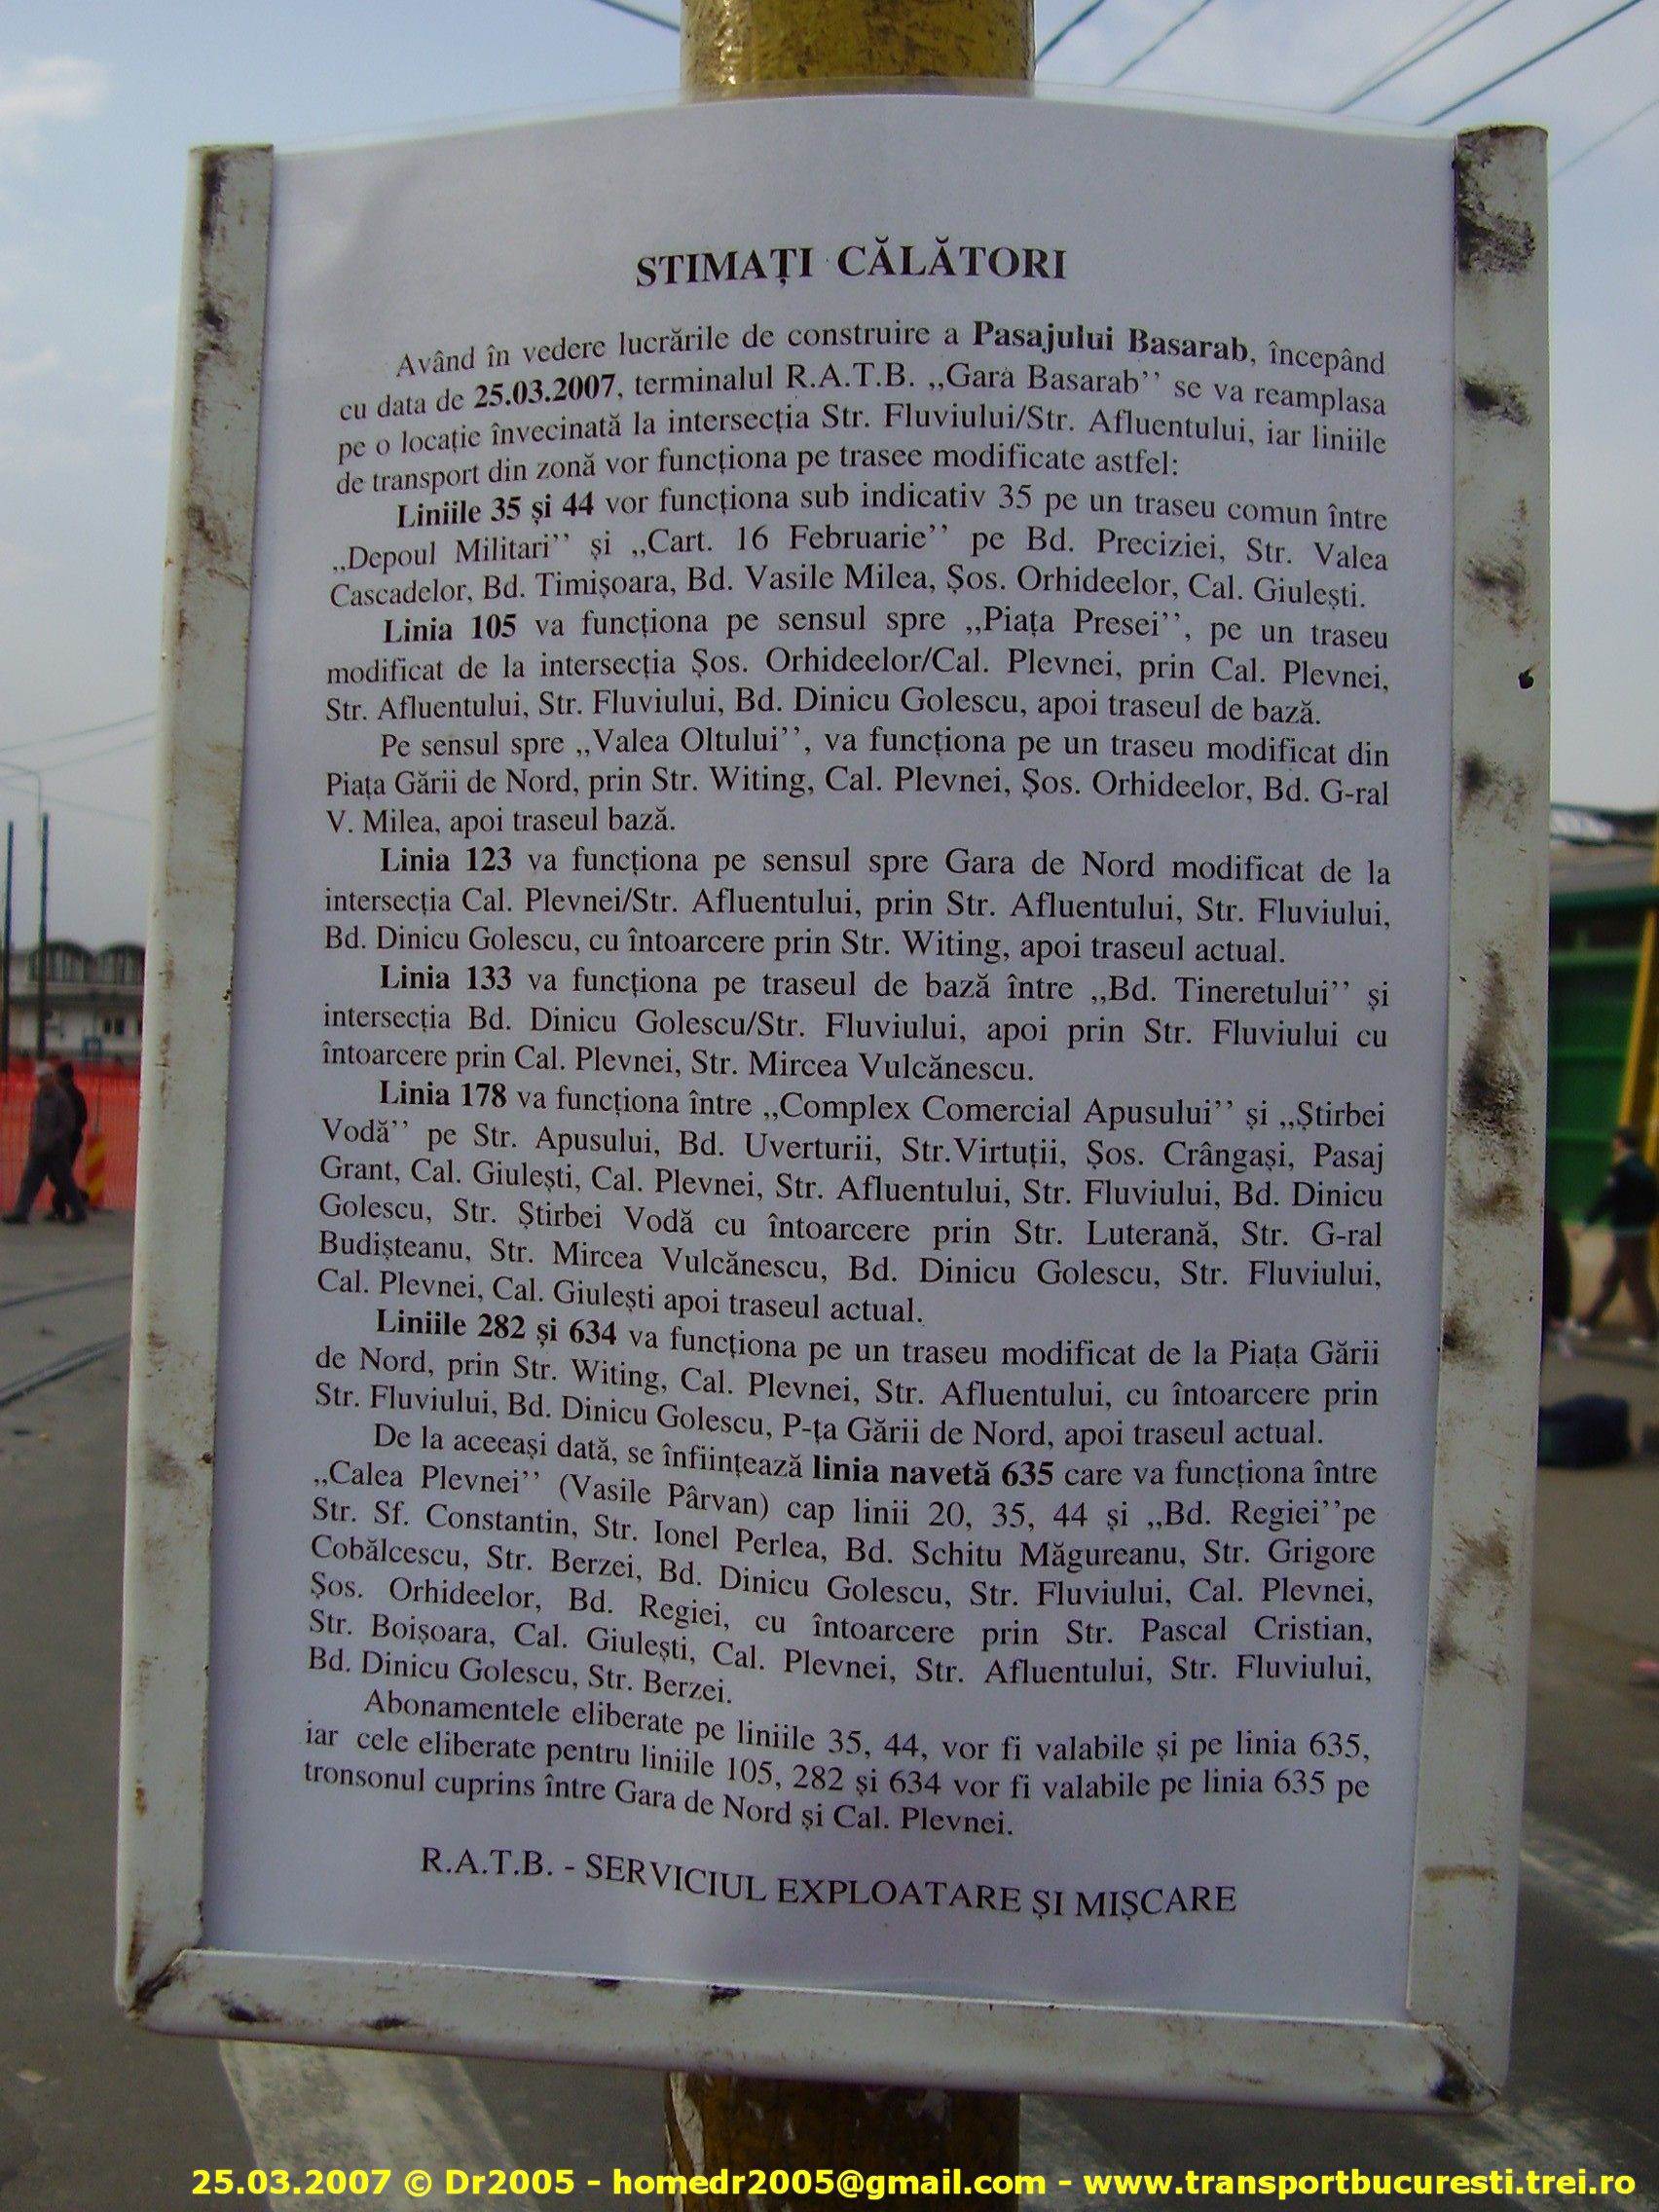 STIMAȚI CĂLĂTORI
Având în vedere lucrările de construire a Pasajului Basarab, începând
cu data de 25.03.2007, terminalul R.A.T.B. ,,Gara Basarab'' se va reamplasa
pe o locație învecinată la intersecția Str. Fluviului/Str. Afluentului, iar liniile
de transport din zonă vor funcționa pe trasee modificate astfel:
Liniile 35 și 44 vor funcționa sub indicativ 35 pe un traseu comun între
,,Depoul Militari'' și ,,Cart. 16 Februarie'' pe Bd. Preciziei, Str. Valea
Cascadelor, Bd. Timișoara, Bd. Vasile Milea, Șos. Orhideelor, Cal. Giulești.
Linia 105 va funcționa pe sensul spre ,,Piața Presei'', pe un traseu
modificat de la intersecția Șos. Orhideelor/Cal. Plevnei, prin Cal. Plevnei,
Str. Afluentului, Str. Fluviului, Bd. Dinicu Golescu, apoi traseul de bază.
Pe sensul spre ,,Valea Oltului'', va funcționa pe un traseu modificat din
Piața Gării de Nord, prin Str. Witing, Cal. Plevnei, Șos. Orhideelor, Bd. G-ral
V. Milea, apoi traseul bază.
Linia 123 va funcționa pe sensul spre Gara de Nord modificat de la
intersecția Cal. Plevnei/Str. Afluentului, prin Str. Afluentului, Str. Fluviului,
Bd. Dinicu Golescu, cu întoarcere prin Str. Witing, apoi traseul actual.
Linia 133 va funcționa pe traseul de bază între ,,Bd. Tineretului'' și
intersecția Bd. Dinicu Golescu/Str. Fluviului, apoi prin Str. Fluviului cu
întoarcere prin Cal. Plevnei, Str. Mircea Vulcănescu.
Linia 178 va funcționa între ,,Complex Comercial Apusului'' și ,,Știrbei
Vodă'' pe Str. Apusului, Bd. Uverturii, Str.Virtuții, Șos. Crângași, Pasaj
Grant, Cal. Giulești, Cal. Plevnei, Str. Afluentului, Str. Fluviului, Bd. Dinicu
Golescu, Str. Știrbei Vodă cu întoarcere prin Str. Luterană, Str. G-ral
Budișteanu, Str. Mircea Vulcănescu, Bd. Dinicu Golescu, Str. Fluviului,
Cal. Plevnei, Cal. Giulești apoi traseul actual.
Liniile 282 și 634 va funcționa pe un traseu modificat de la Piața Gării
de Nord, prin Str. Witing, Cal. Plevnei, Str. Afluentului, cu întoarcere prin
Str. Fluviului, Bd. Dinicu Golescu, P-ța Gării de Nord, apoi traseul actual.
De la aceeași dată, se înființează linia navetă 635 care va funcționa între
,,Calea Plevnei'' (Vasile Pârvan) cap linii 20, 35, 44 și ,,Bd. Regiei''pe
Str. Sf. Constantin, Str. Ionel Perlea, Bd. Schitu Măgureanu, Str. Grigore
Cobălcescu, Str. Berzei, Bd. Dinicu Golescu, Str. Fluviului, Cal. Plevnei,
Șos. Orhideelor, Bd. Regiei, cu întoarcere prin Str. Pascal Cristian,
Str. Boișoara, Cal. Giulești, Cal. Plevnei, Str. Afluentului, Str. Fluviului,
Bd. Dinicu Golescu, Str. Berzei.
Abonamentele eliberate pe liniile 35, 44, vor fi valabile și pe linia 635,
iar cele eliberate pentru liniile 105, 282 și 634 vor fi valabile pe linia 635 pe
tronsonul cuprins între Gara de Nord și Cal. Plevnei.
R.A.T.B. - SERVICIUL EXPLOATARE ȘI MIȘCARE
25.03.2007 © Dr2005 - homedr2005@gmail.com - www.transportbucuresti.trei.ro